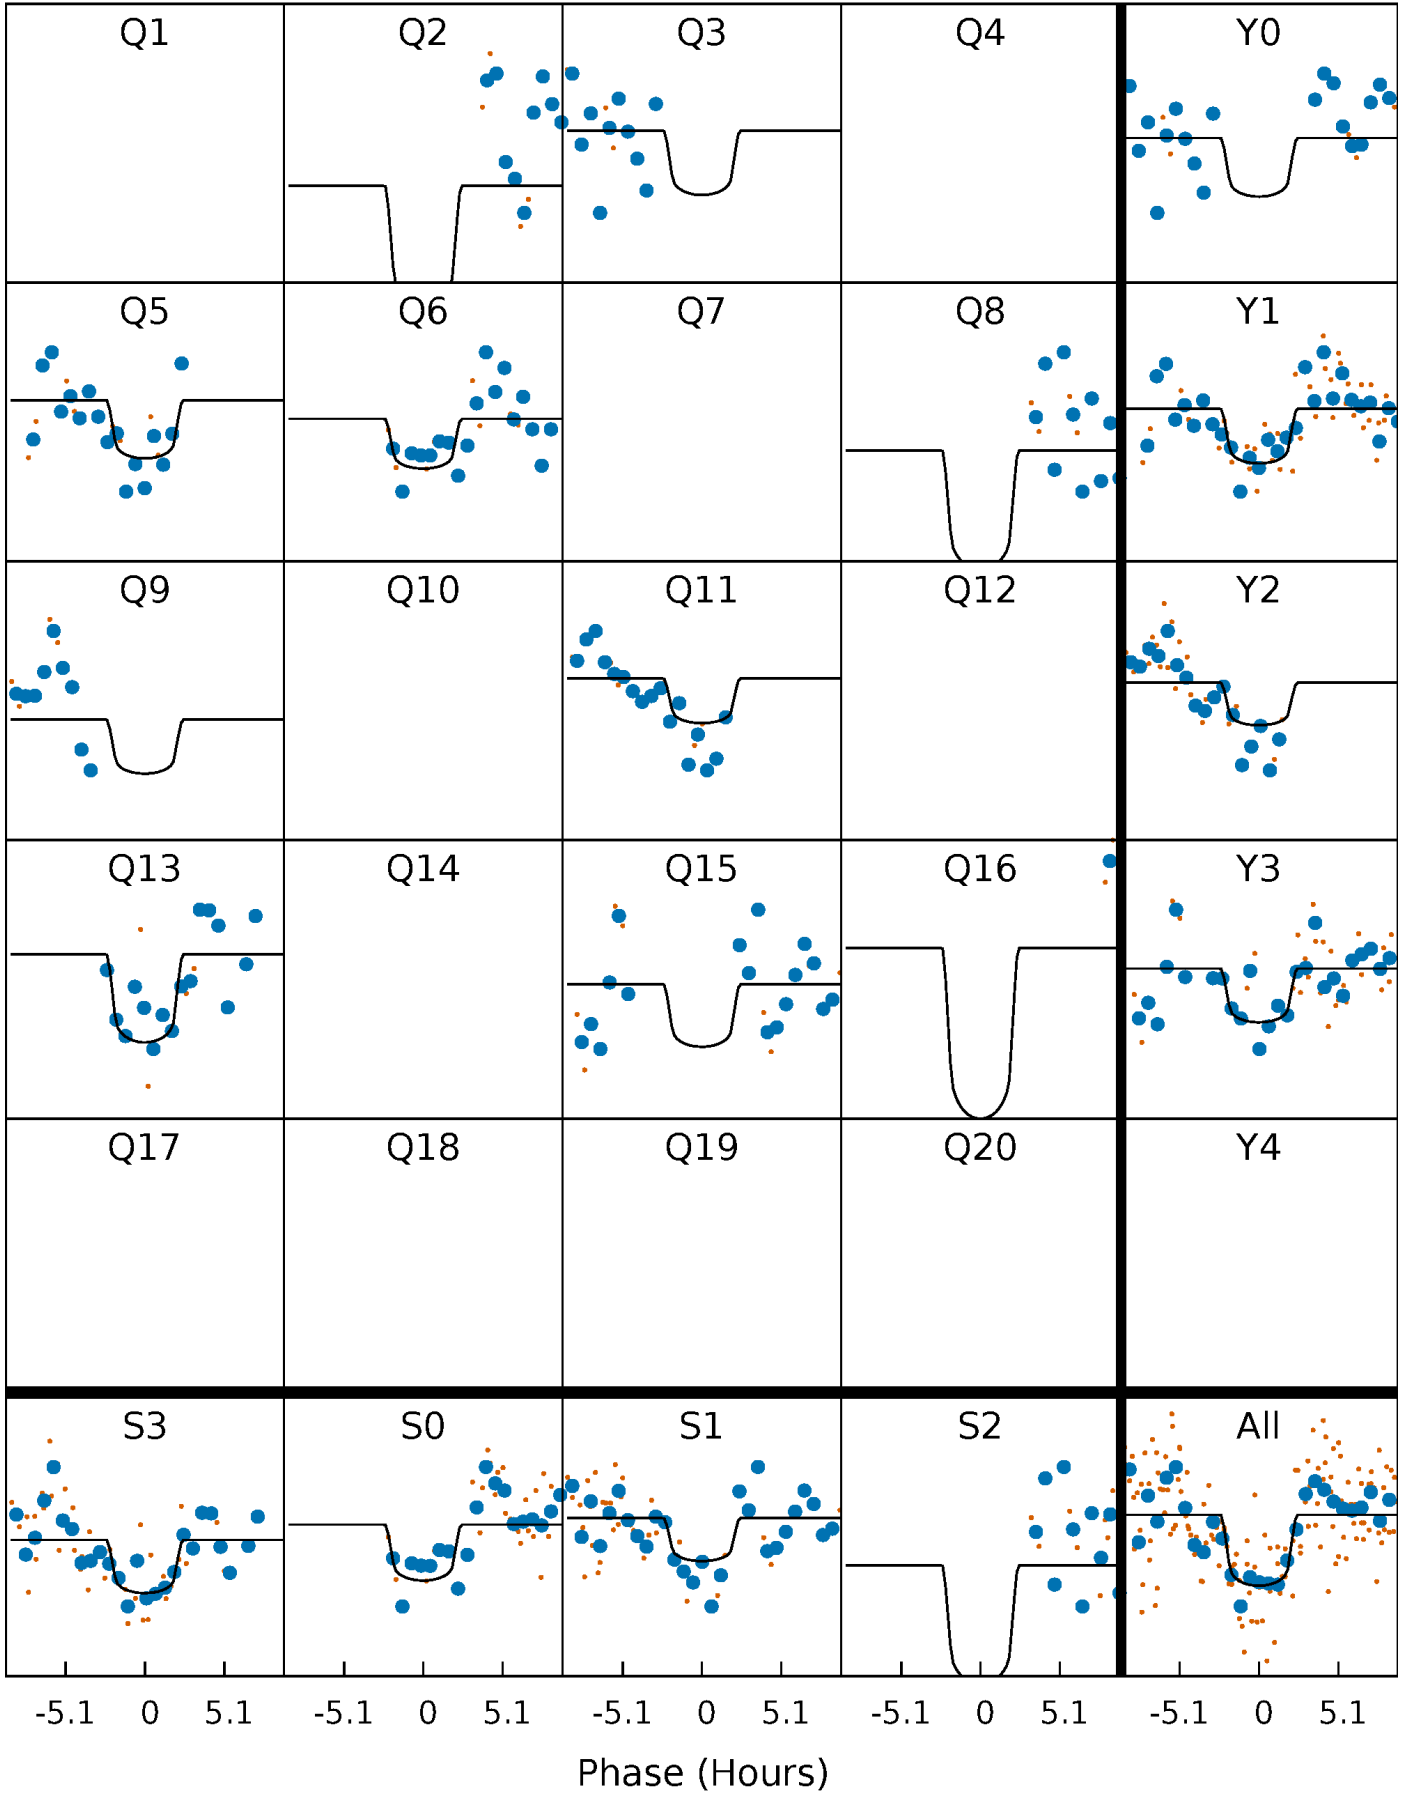 Q1 Q2 Q3 Q4 Y0
Q5 Q6 Q7 Q8 Y1
Q9 Q10 Q11 Q12 Y2
Q13 Q14 Q15 Q16 Y3
Q17 Q18 Q19 Q20 Y4
S3 S0 S1 S2 All
-5.1 0 5.1 -5.1 0 5.1 -5.1 0 5.1 -5.1 0 5.1 -5.1 0 5.1
Phase (Hours)